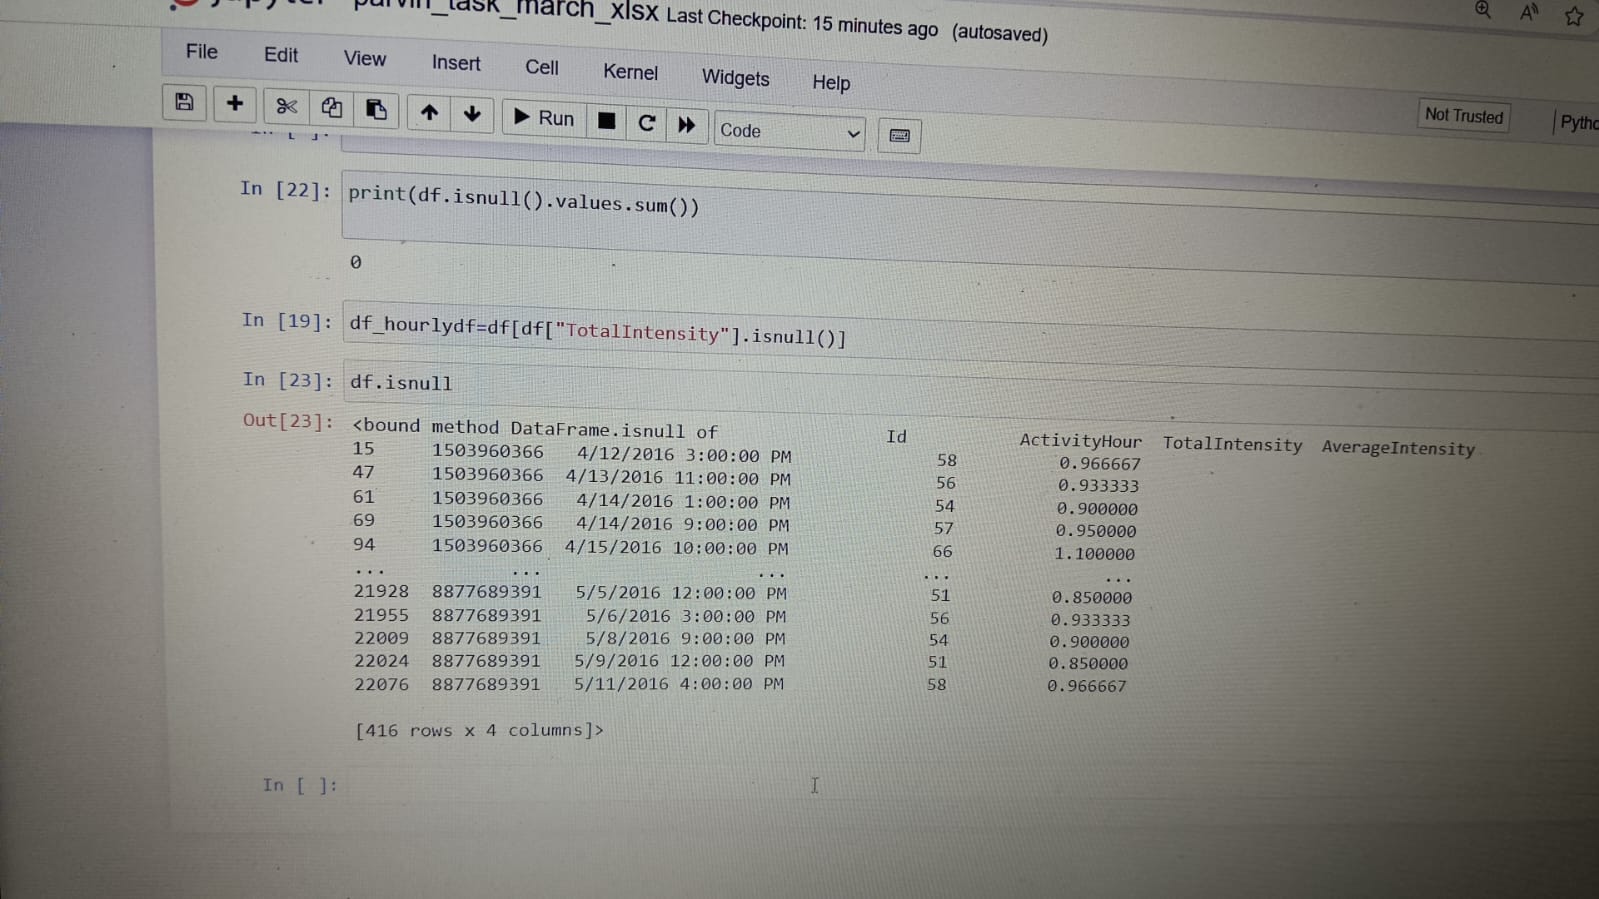 jupyter parvin_task_march_xlsx Last Checkpoint: 15 minutes ago (autosaved)
File Edit View Insert Cell Kernel Widgets Help
Not Trusted
Run Code
In [ ]:
In [22]: print(df.isnull().values.sum())
0
In [19]: df_hourlydf=df[df["TotalIntensity"].isnull()]
In [23]: df.isnull
Out[23]: <bound method DataFrame.isnull of Id ActivityHour TotalIntensity AverageIntensity
15 1503960366 4/12/2016 3:00:00 PM 58 0.966667
47 1503960366 4/13/2016 11:00:00 PM 56 0.933333
61 1503960366 4/14/2016 1:00:00 PM 54 0.900000
69 1503960366 4/14/2016 9:00:00 PM 57 0.950000
94 1503960366 4/15/2016 10:00:00 PM 66 1.100000
... ... ... ... ...
21928 8877689391 5/5/2016 12:00:00 PM 51 0.850000
21955 8877689391 5/6/2016 3:00:00 PM 56 0.933333
22009 8877689391 5/8/2016 9:00:00 PM 54 0.900000
22024 8877689391 5/9/2016 12:00:00 PM 51 0.850000
22076 8877689391 5/11/2016 4:00:00 PM 58 0.966667
[416 rows x 4 columns]>
In [ ]: